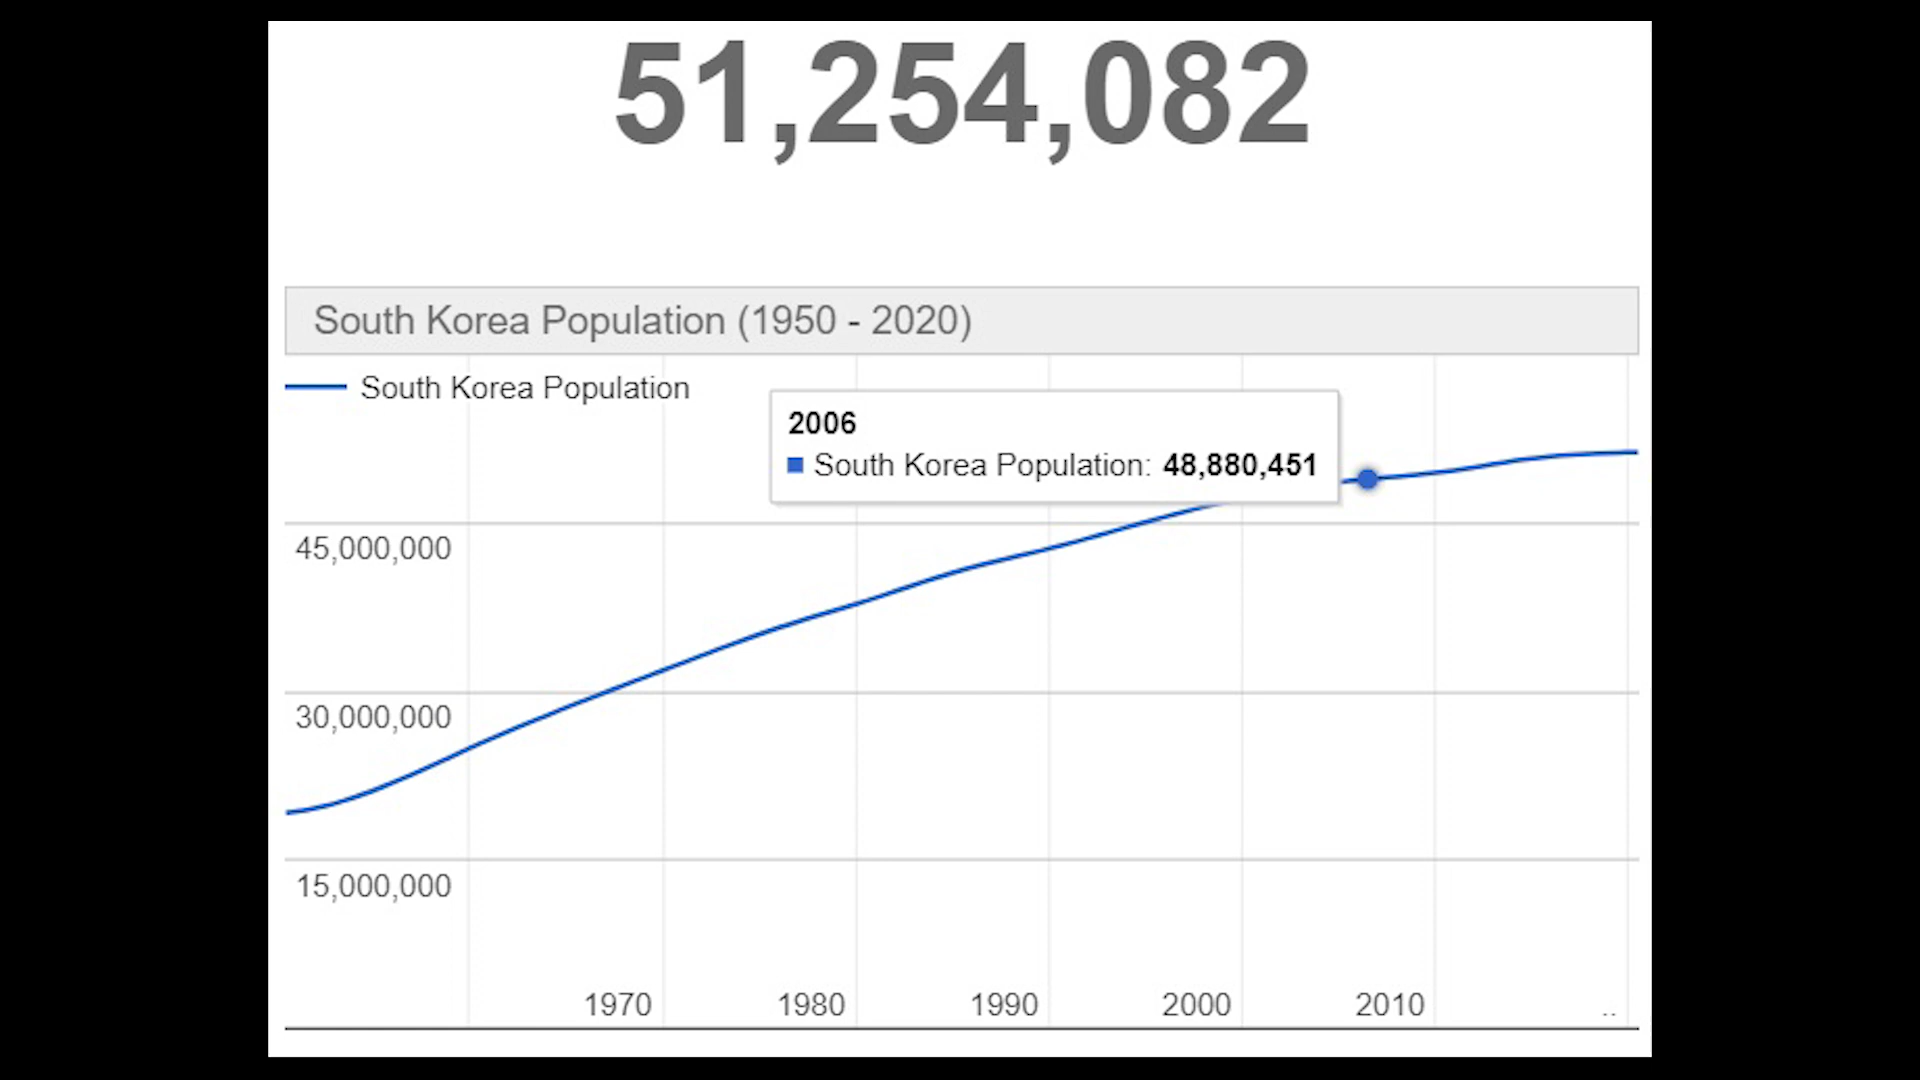 51,254,082
South Korea Population (1950 - 2020)
South Korea Population
2006
South Korea Population: 48,880,451
45,000,000
30,000,000
15,000,000
1970 1980 1990 2000 2010 ..